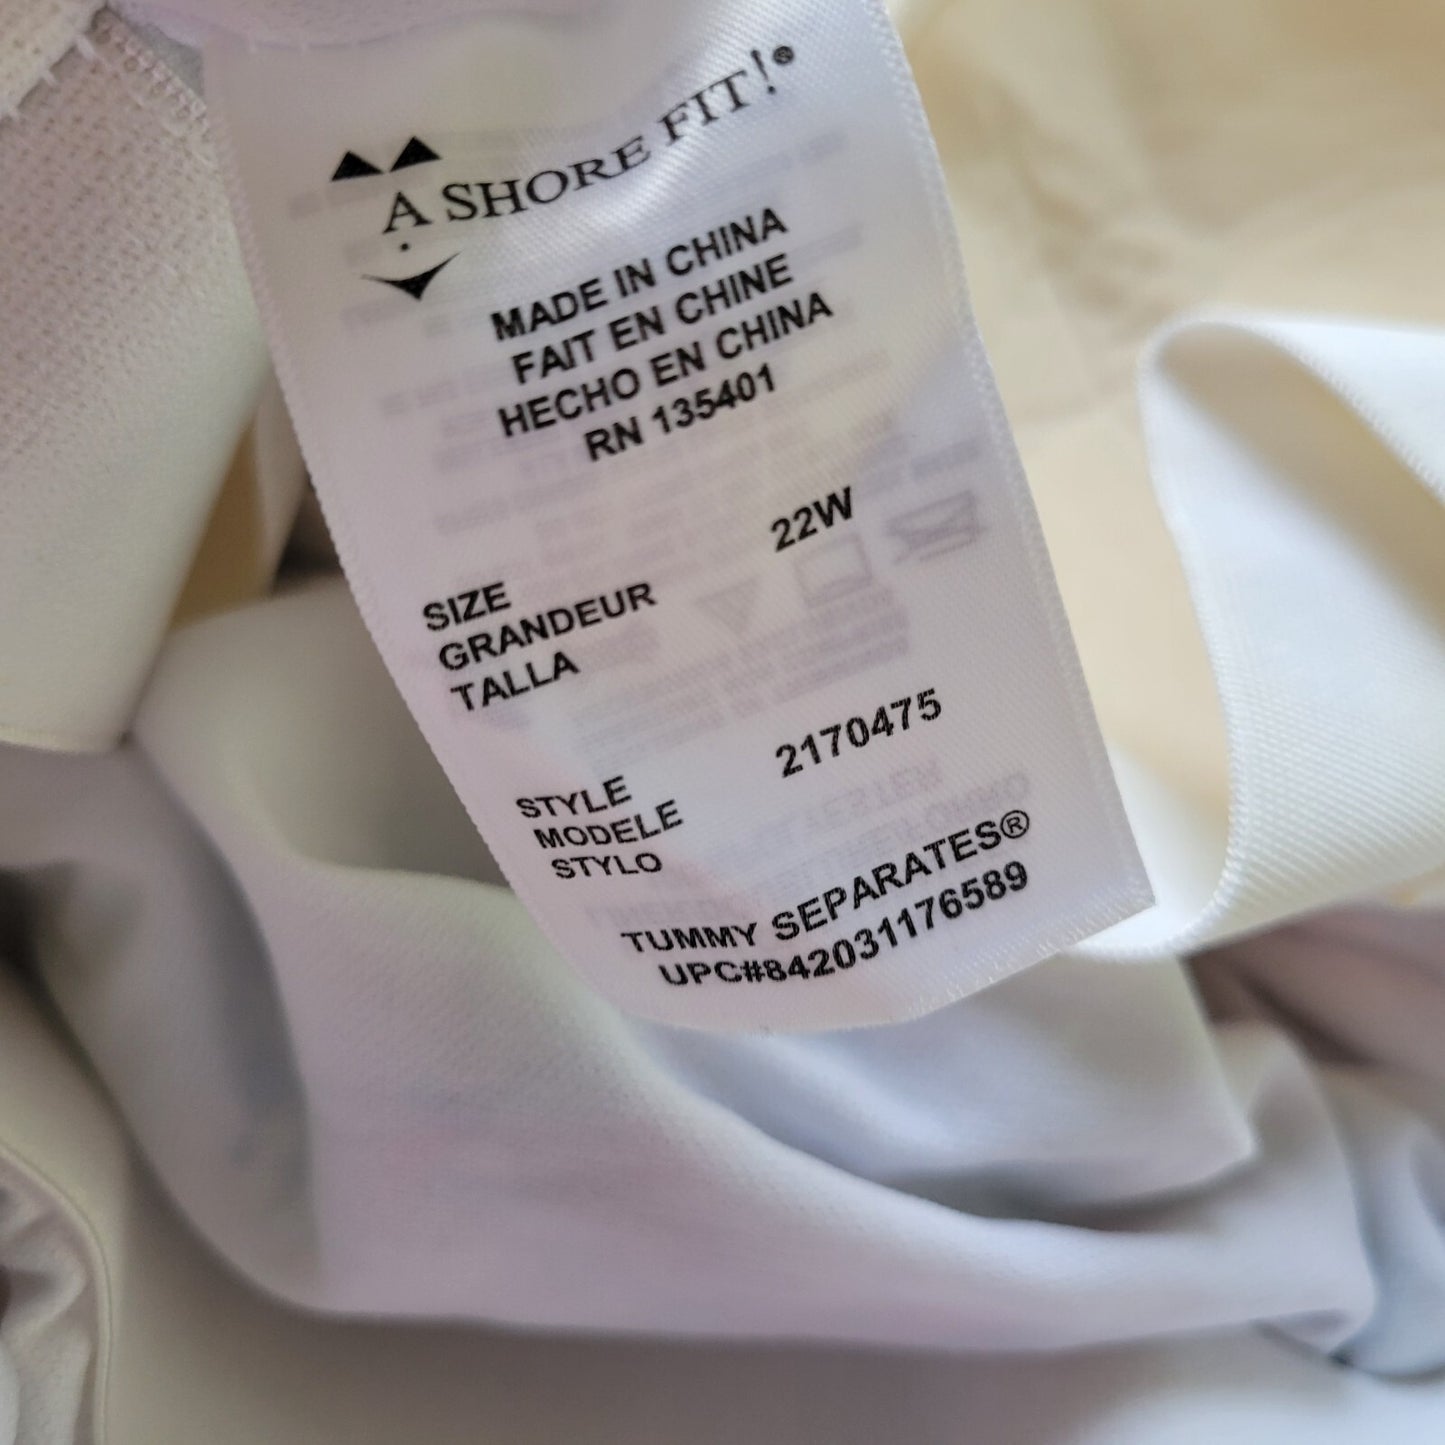 A SHORE FIT!®
MADE IN CHINA
FAIT EN CHINE
HECHO EN CHINA
RN 135401
SIZE 22W
GRANDEUR
TALLA
STYLE 2170475
MODELE
STYLO
TUMMY SEPARATES®
UPC#842031176589